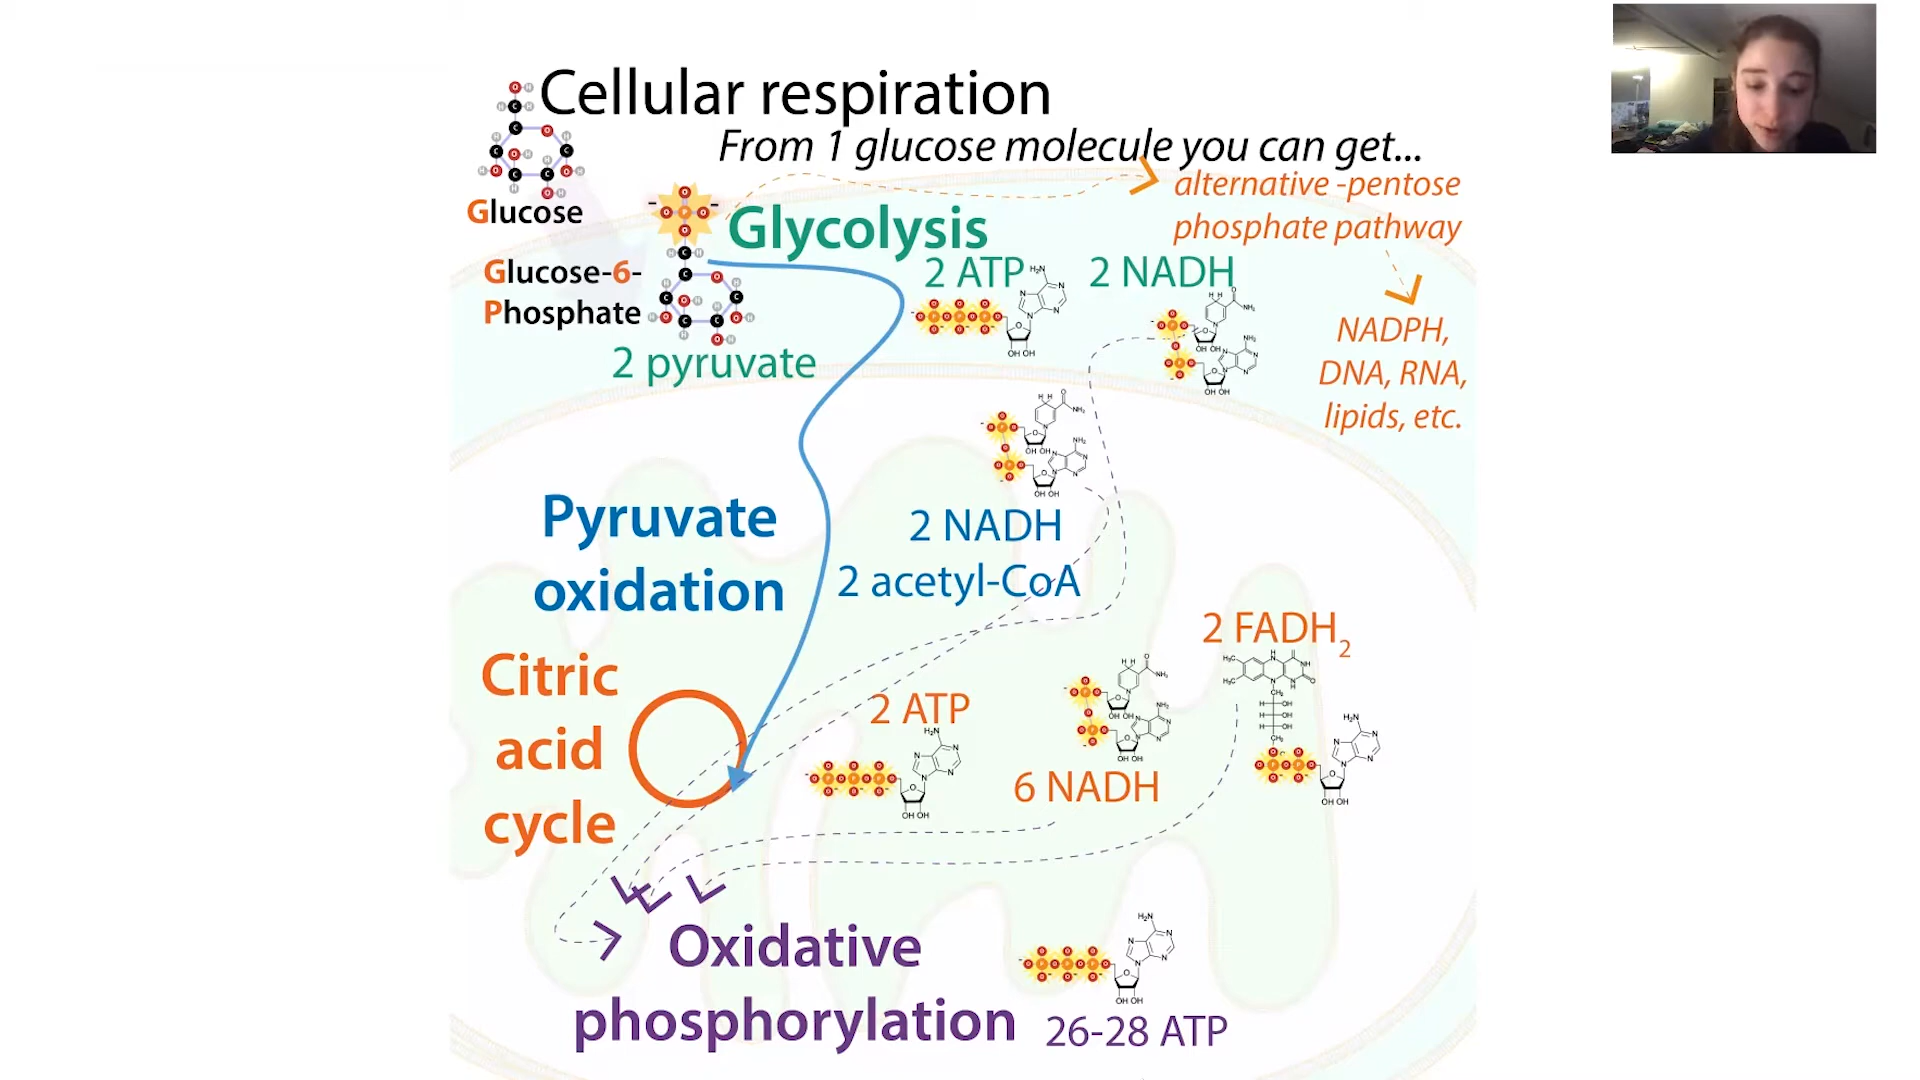 Cellular respiration
From 1 glucose molecule you can get...
alternative -pentose
phosphate pathway
Glucose
Glycolysis
Glucose-6-
Phosphate
2 ATP
2 NADH
NADPH,
DNA, RNA,
lipids, etc.
2 pyruvate
Pyruvate
oxidation
2 NADH
2 acetyl-CoA
2 FADH2
Citric
acid
cycle
2 ATP
6 NADH
Oxidative
phosphorylation
26-28 ATP